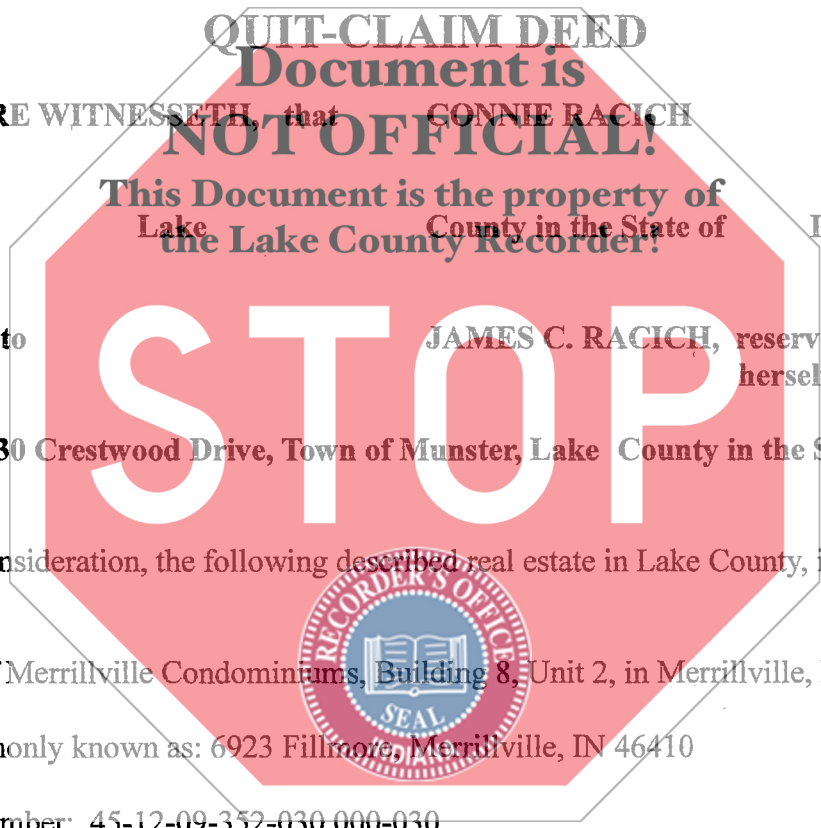 QUIT-CLAIM DEED
Document is
RE WITNESSETH, that CONNIE RACICH
NOT OFFICIAL!
This Document is the property of
Lake County in the State of
the Lake County Recorder!
to JAMES C. RACICH, reserv
hersel
STOP
30 Crestwood Drive, Town of Munster, Lake County in the S
nsideration, the following described real estate in Lake County, i
RECORDER'S OFFICE
Merrillville Condominiums, Building 8, Unit 2, in Merrillville,
SEAL
INDIANA
nonly known as: 6923 Fillmore, Merrillville, IN 46410
mber: 45-12-09-352-030.000-030